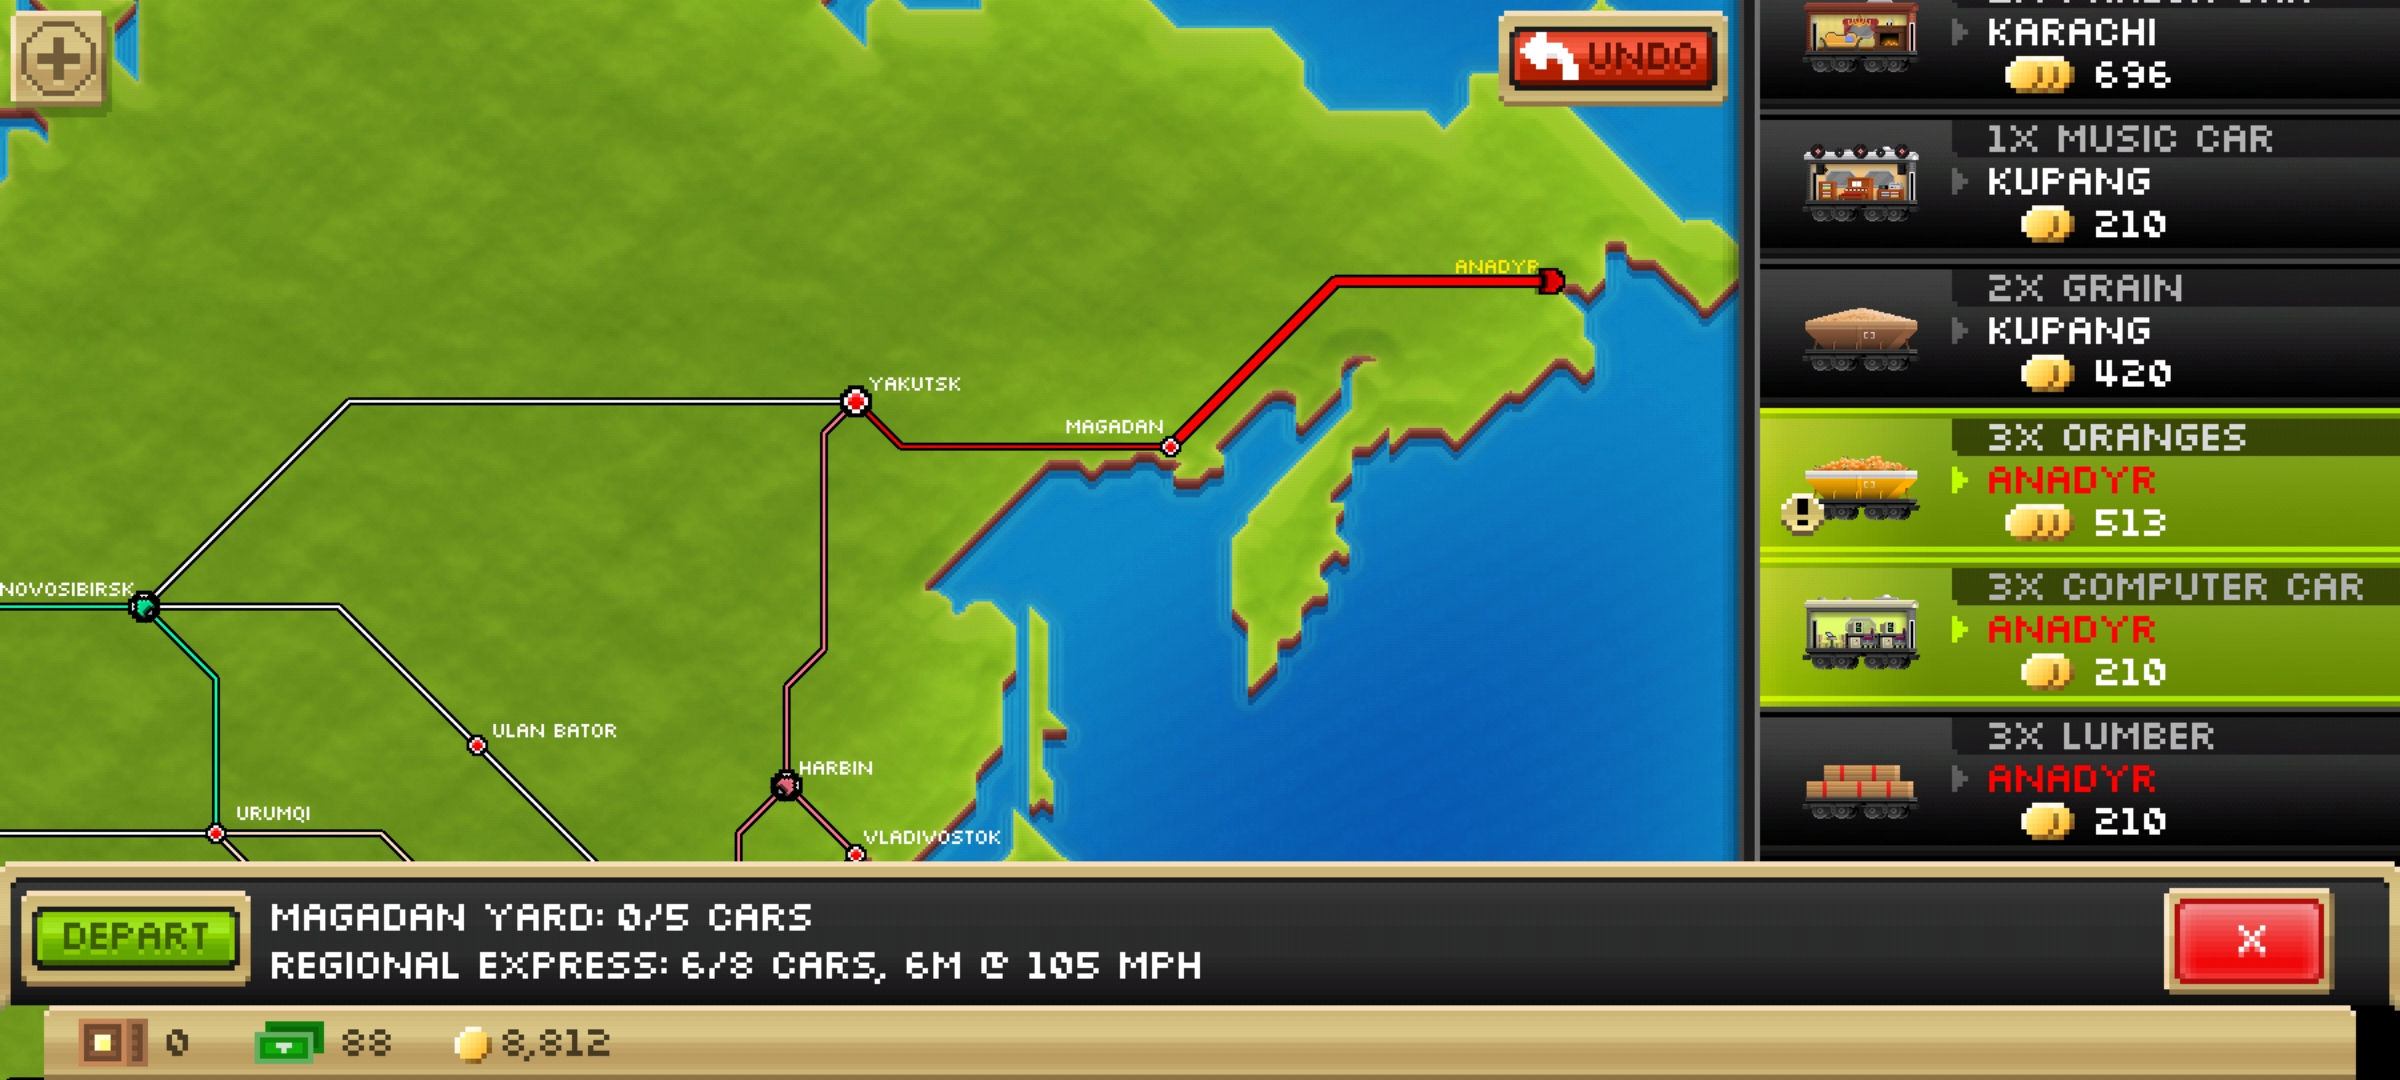 UNDO
KARACHI
696
1X MUSIC CAR
KUPANG
210
2X GRAIN
KUPANG
420
3X ORANGES
ANADYR
513
3X COMPUTER CAR
ANADYR
210
3X LUMBER
ANADYR
210
ANADYR
YAKUTSK
MAGADAN
NOVOSIBIRSK
ULAN BATOR
HARBIN
URUMQI
VLADIVOSTOK
DEPART
MAGADAN YARD: 0/5 CARS
REGIONAL EXPRESS: 6/8 CARS, 6M @ 105 MPH
X
0
88
8,812